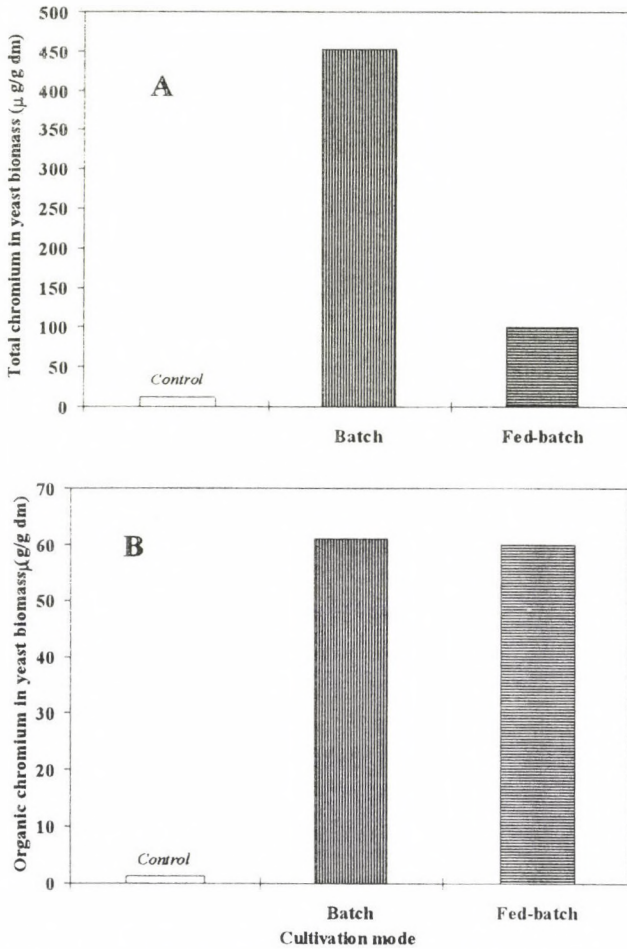 Total chromium in yeast biomass (µ g/g dm)
500
450
400
350
300
250
200
150
100
50
0
A
Control
Batch
Fed-batch
Organic chromium in yeast biomassµ(g/g dm)
70
60
50
40
30
20
10
0
B
Control
Batch
Fed-batch
Cultivation mode